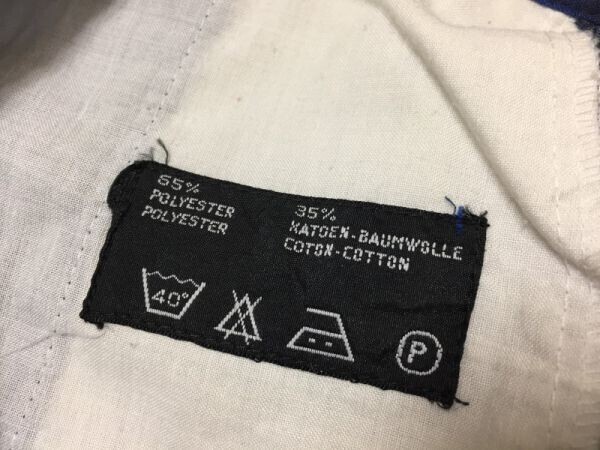 65%
POLYESTER
POLYESTER
35%
KATOEN-BAUMWOLLE
COTON-COTTON
40°
P